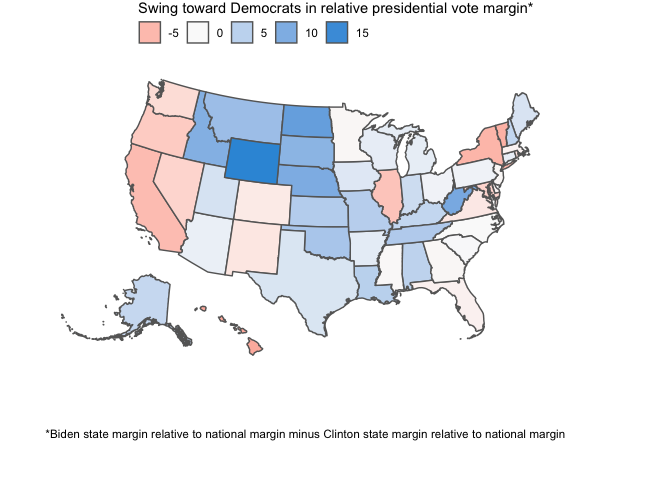 Swing toward Democrats in relative presidential vote margin*
-5 0 5 10 15
*Biden state margin relative to national margin minus Clinton state margin relative to national margin